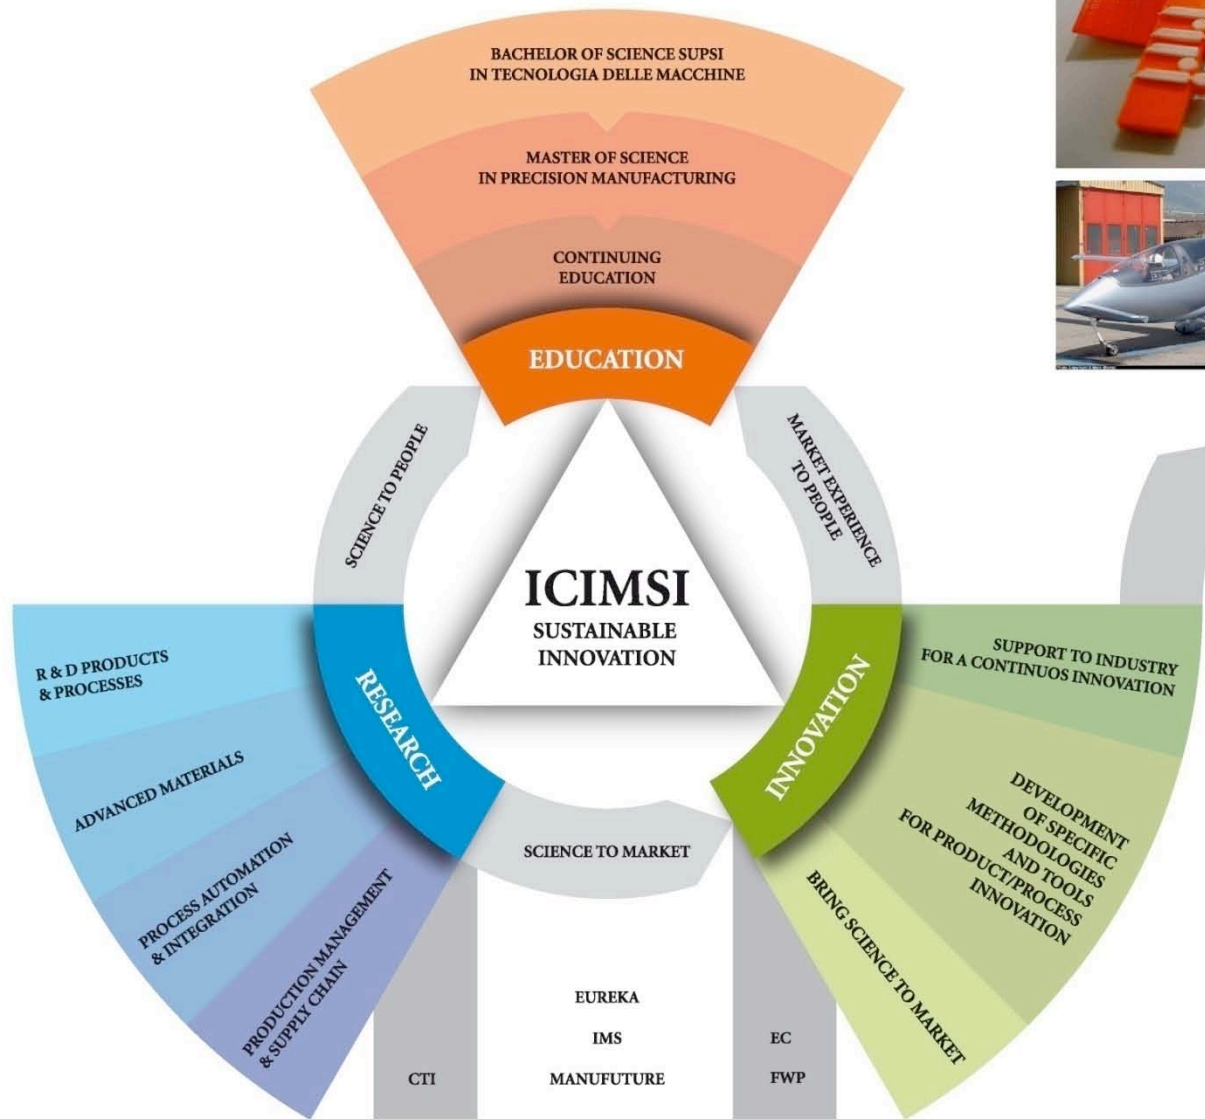 BACHELOR OF SCIENCE SUPSI
IN TECNOLOGIA DELLE MACCHINE
MASTER OF SCIENCE
IN PRECISION MANUFACTURING
CONTINUING
EDUCATION
EDUCATION
SCIENCE TO PEOPLE
MARKET EXPERIENCE
TO PEOPLE
ICIMSI
SUSTAINABLE
INNOVATION
RESEARCH
R & D PRODUCTS
& PROCESSES
ADVANCED MATERIALS
PROCESS AUTOMATION
& INTEGRATION
PRODUCTION MANAGEMENT
& SUPPLY CHAIN
INNOVATION
SUPPORT TO INDUSTRY
FOR A CONTINUOS INNOVATION
DEVELOPMENT
OF SPECIFIC
METHODOLOGIES
AND TOOLS
FOR PRODUCT/PROCESS
INNOVATION
BRING SCIENCE TO MARKET
SCIENCE TO MARKET
EUREKA
IMS
MANUFUTURE
CTI
EC
FWP